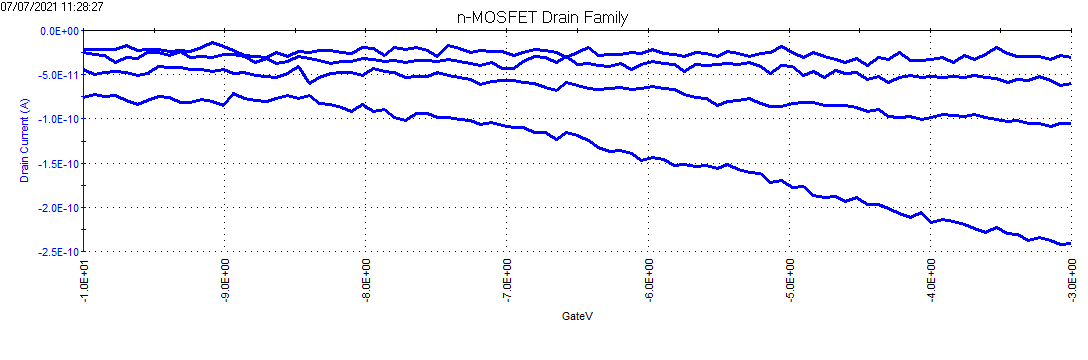 07/07/2021 11:28:27
n-MOSFET Drain Family
0.0E+00
-5.0E-11
-1.0E-10
-1.5E-10
-2.0E-10
-2.5E-10
Drain Current (A)
-1.0E+01
-9.0E+00
-8.0E+00
-7.0E+00
-6.0E+00
-5.0E+00
-4.0E+00
-3.0E+00
GateV